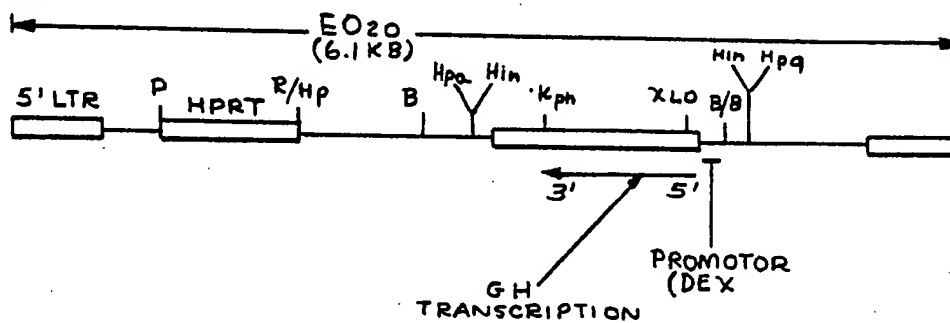 EO20
(6.1 KB)
5' LTR
P
HPRT
R/Hp
B
Hpa
Hin
Kpn
XLO
B/B
Hin
Hpa
3'
5'
GH
TRANSCRIPTION
PROMOTOR
(DEX